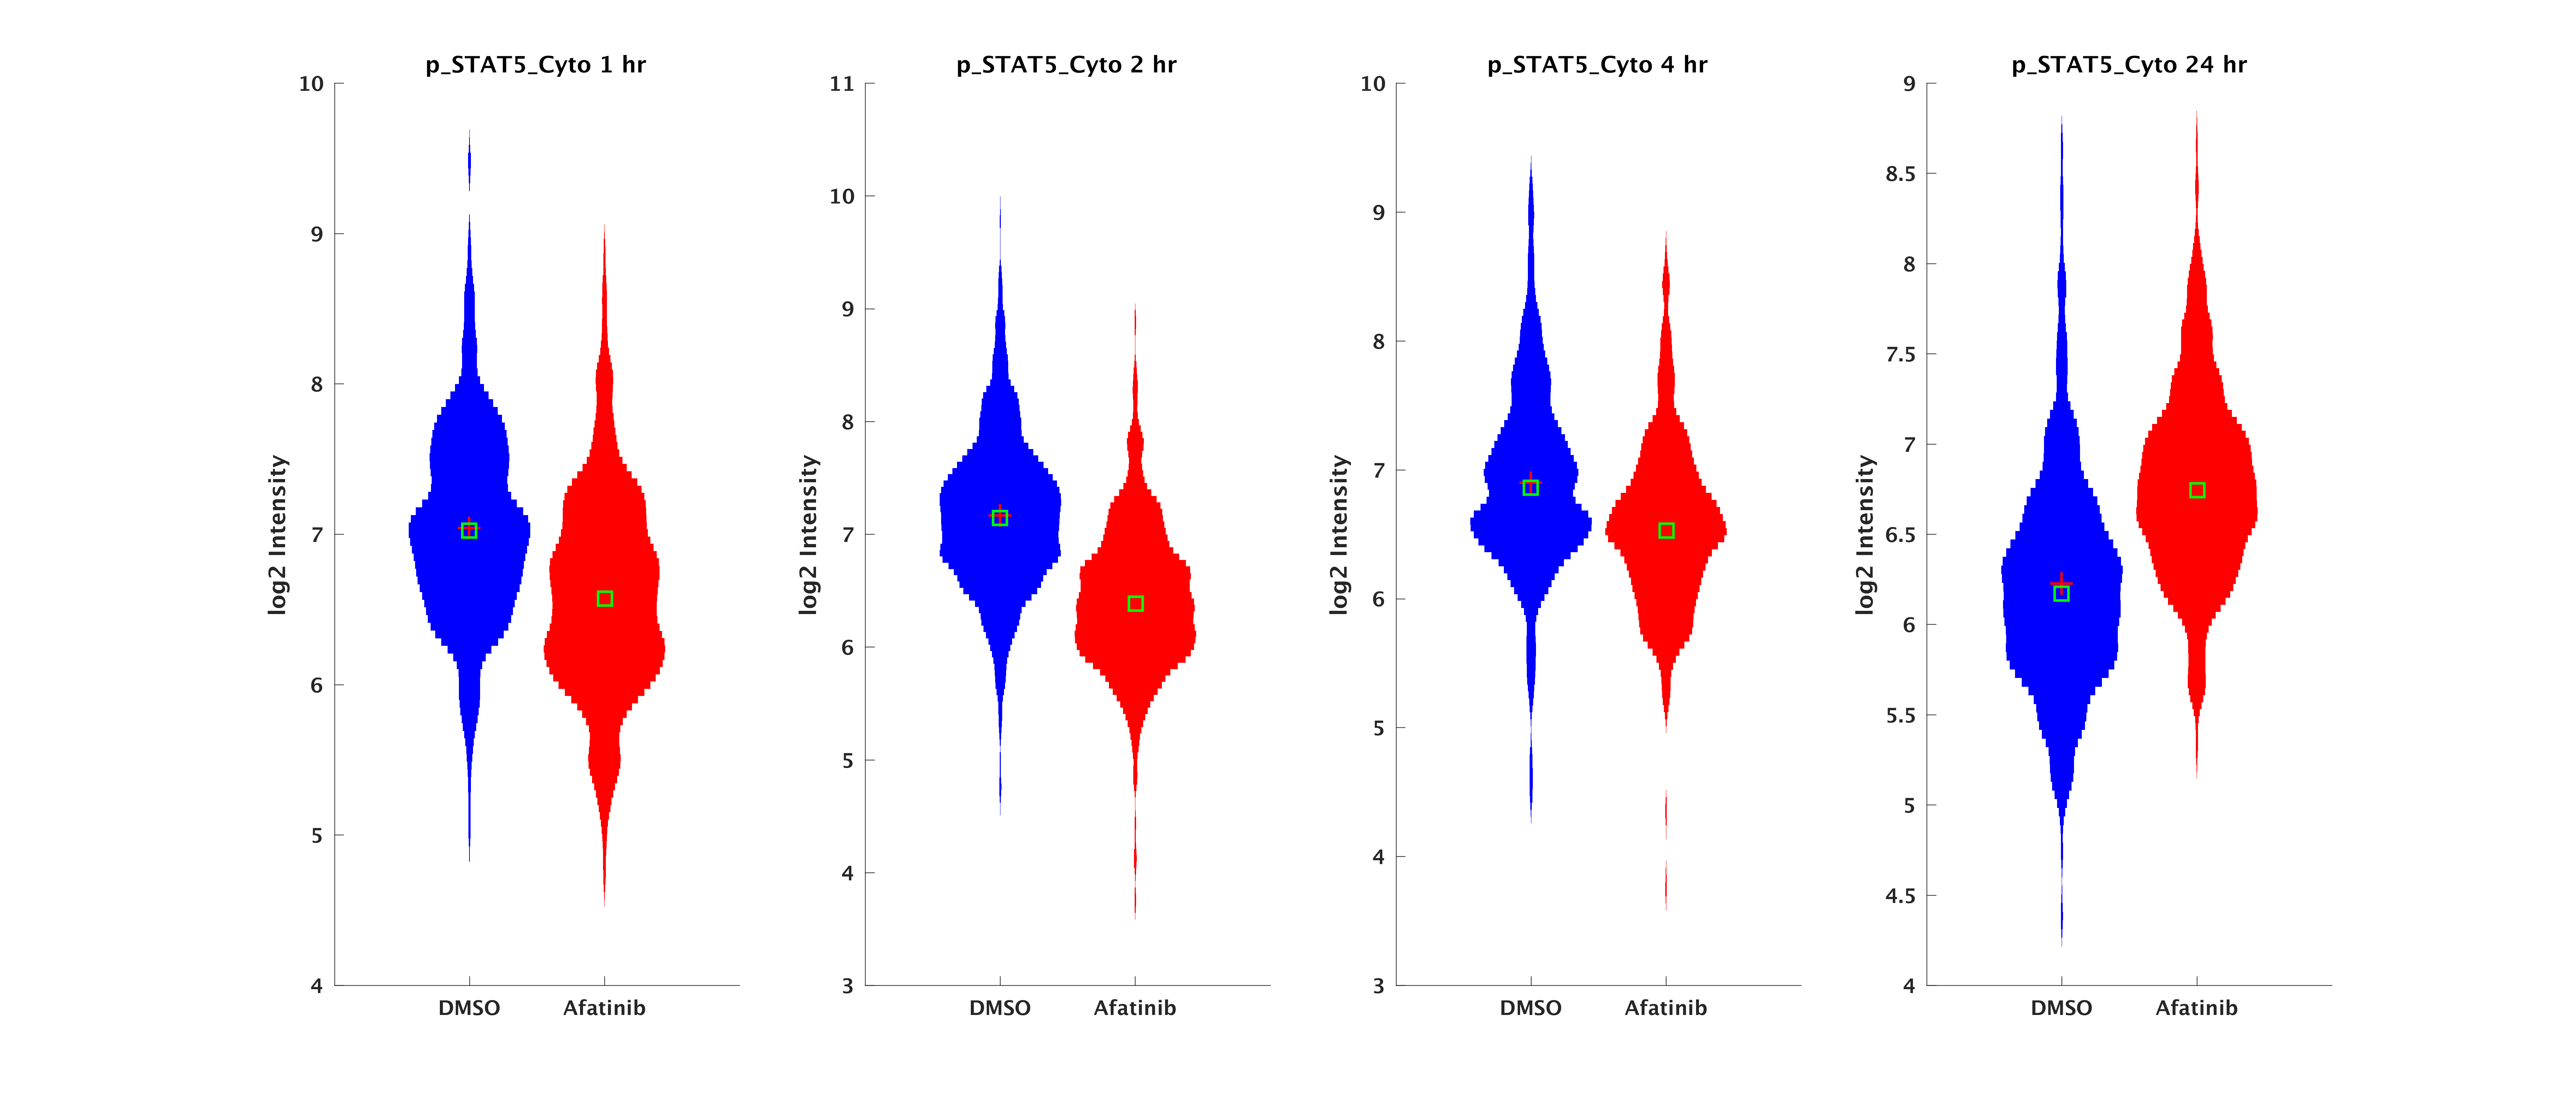 p_STAT5_Cyto 1 hr
10
9
8
7
6
5
4
log2 Intensity
DMSO
Afatinib
p_STAT5_Cyto 2 hr
11
10
9
8
7
6
5
4
3
log2 Intensity
DMSO
Afatinib
p_STAT5_Cyto 4 hr
10
9
8
7
6
5
4
3
log2 Intensity
DMSO
Afatinib
p_STAT5_Cyto 24 hr
9
8.5
8
7.5
7
6.5
6
5.5
5
4.5
4
log2 Intensity
DMSO
Afatinib